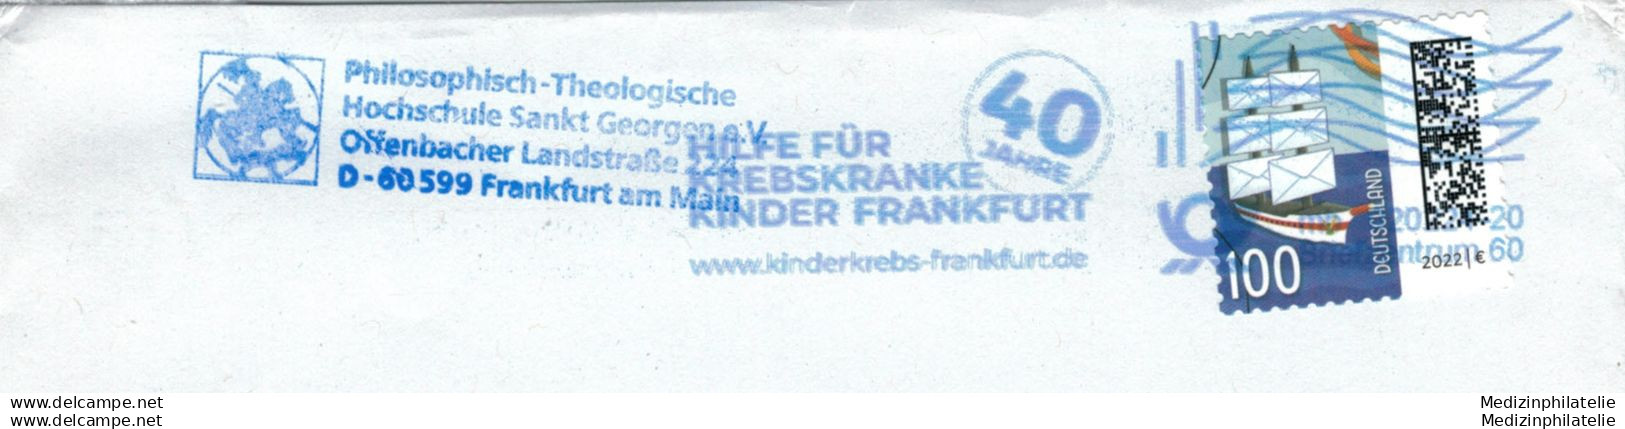 Philosophisch-Theologische
Hochschule Sankt Georgen e.V.
Offenbacher Landstraße 224
D-60599 Frankfurt am Main
HILFE FÜR
KREBSKRANKE
KINDER FRANKFURT
www.kinderkrebs-frankfurt.de
40
JAHRE
100
DEUTSCHLAND
2022 | €
Briefzentrum 60
www.delcampe.net
www.delcampe.net
Medizinphilatelie
Medizinphilatelie